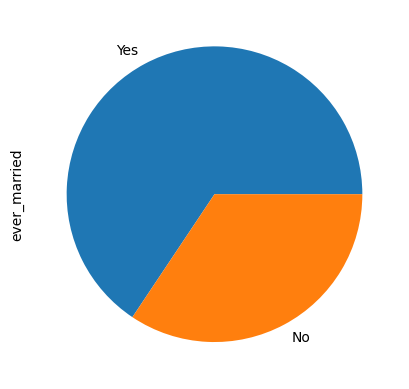 Yes
ever_married
No